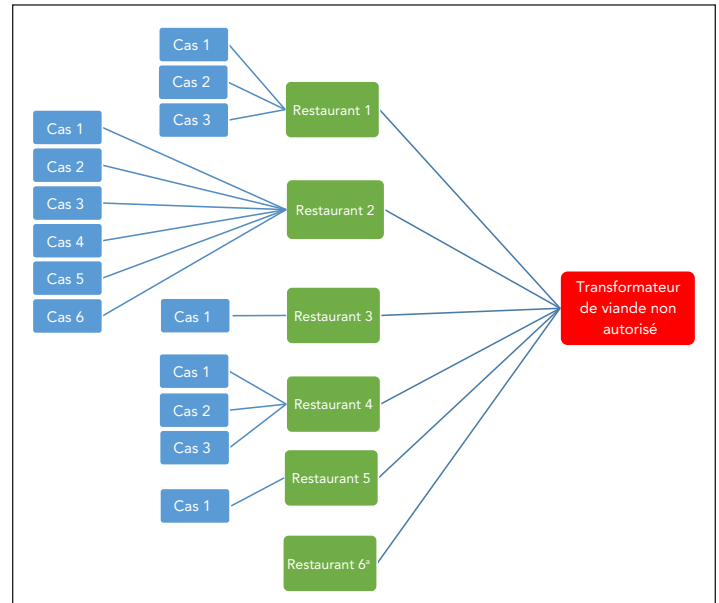 Cas 1
Cas 2
Cas 3
Restaurant 1
Cas 1
Cas 2
Cas 3
Cas 4
Cas 5
Cas 6
Restaurant 2
Cas 1
Restaurant 3
Cas 1
Cas 2
Cas 3
Restaurant 4
Cas 1
Restaurant 5
Restaurant 6ª
Transformateur
de viande non
autorisé